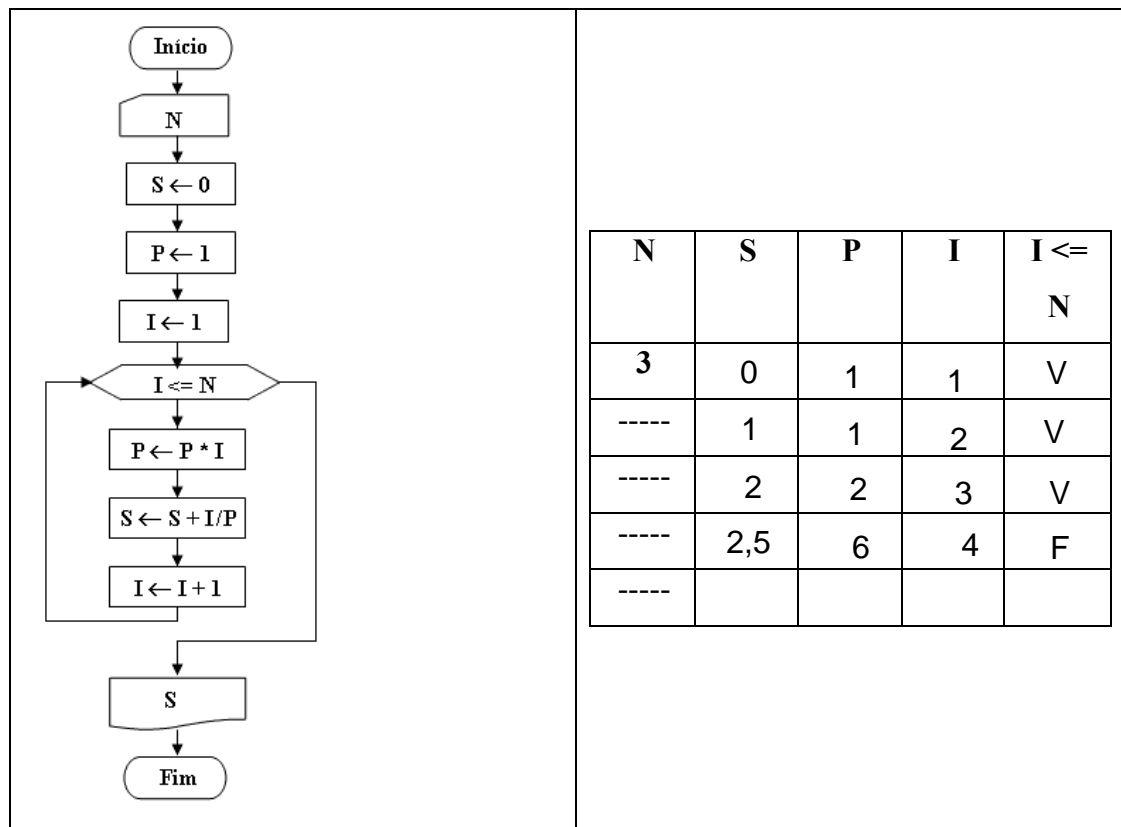 Início
N
S ← 0
P ← 1
I ← 1
I <= N
P ← P * I
S ← S + I/P
I ← I + 1
S
Fim
N S P I I <=
N
3 0 1 1 V
----- 1 1 2 V
----- 2 2 3 V
----- 2,5 6 4 F
-----